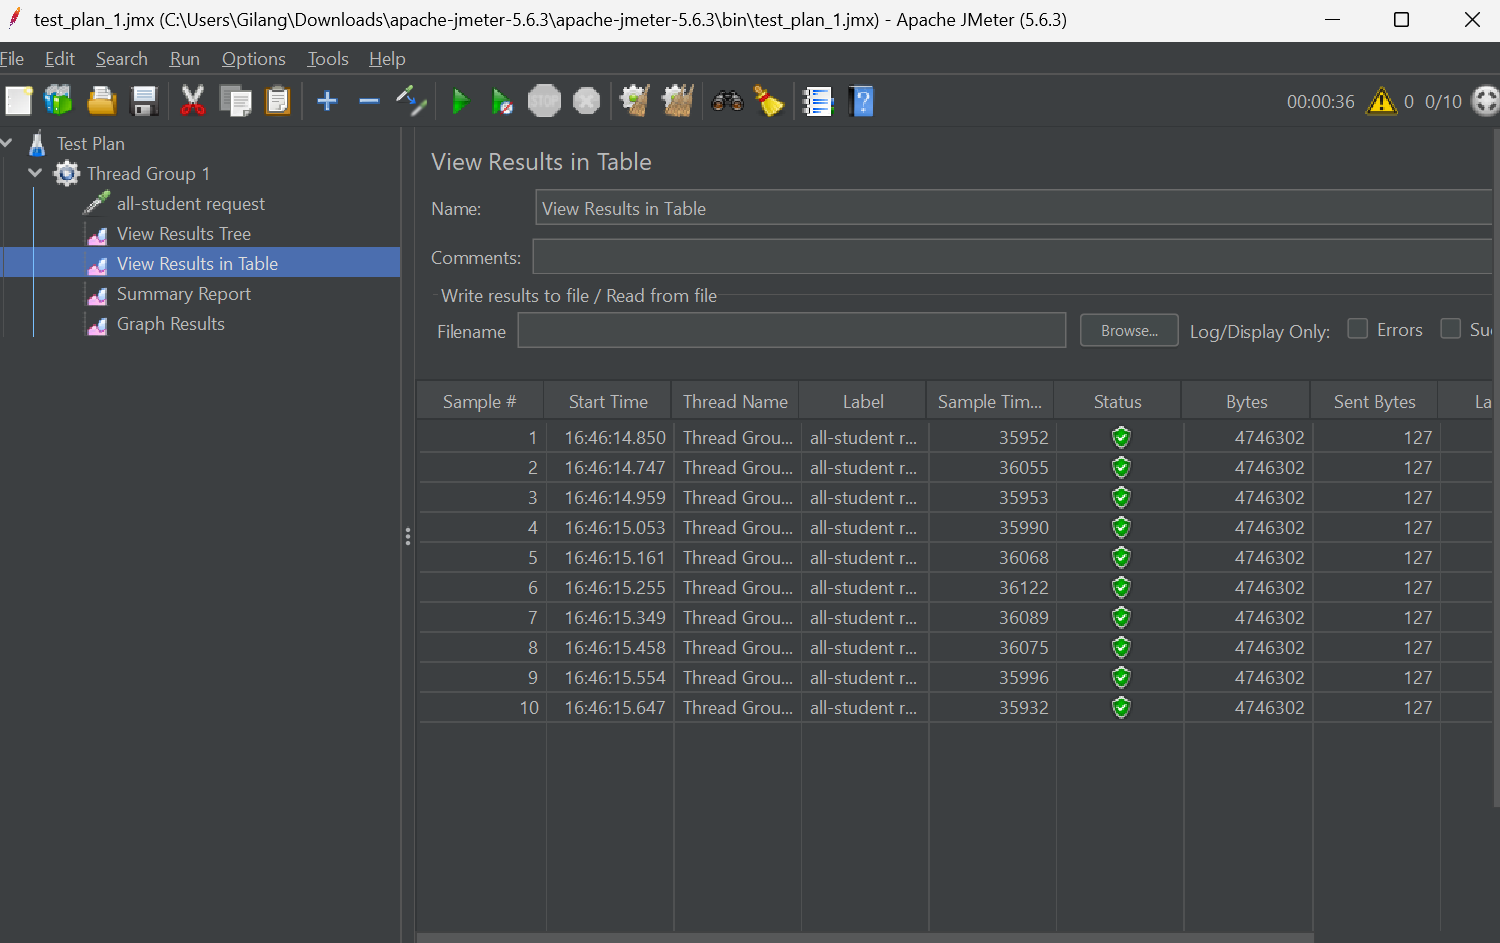 test_plan_1.jmx (C:\Users\Gilang\Downloads\apache-jmeter-5.6.3\apache-jmeter-5.6.3\bin\test_plan_1.jmx) - Apache JMeter (5.6.3)
File Edit Search Run Options Tools Help
STOP 00:00:36 0 0/10
Test Plan
Thread Group 1
all-student request
View Results Tree
View Results in Table
Summary Report
Graph Results
View Results in Table
Name: View Results in Table
Comments:
Write results to file / Read from file
Filename Browse... Log/Display Only: Errors Su
Sample # Start Time Thread Name Label Sample Tim... Status Bytes Sent Bytes La
1 16:46:14.850 Thread Grou... all-student r... 35952 4746302 127
2 16:46:14.747 Thread Grou... all-student r... 36055 4746302 127
3 16:46:14.959 Thread Grou... all-student r... 35953 4746302 127
4 16:46:15.053 Thread Grou... all-student r... 35990 4746302 127
5 16:46:15.161 Thread Grou... all-student r... 36068 4746302 127
6 16:46:15.255 Thread Grou... all-student r... 36122 4746302 127
7 16:46:15.349 Thread Grou... all-student r... 36089 4746302 127
8 16:46:15.458 Thread Grou... all-student r... 36075 4746302 127
9 16:46:15.554 Thread Grou... all-student r... 35996 4746302 127
10 16:46:15.647 Thread Grou... all-student r... 35932 4746302 127